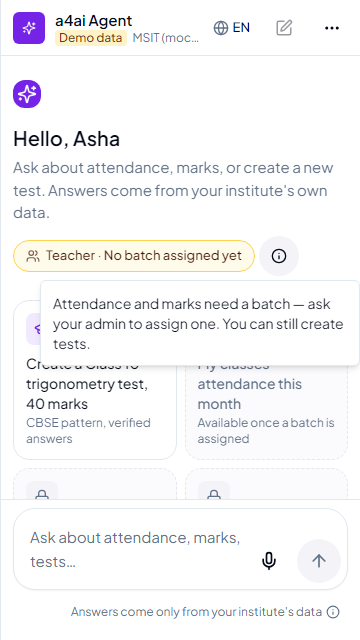 a4ai Agent
Demo data MSIT (moc...
EN
Hello, Asha
Ask about attendance, marks, or create a new
test. Answers come from your institute's own
data.
Teacher · No batch assigned yet
Attendance and marks need a batch — ask
your admin to assign one. You can still create
tests.
trigonometry test,
40 marks
CBSE pattern, verified
answers
My classes
attendance this
month
Available once a batch is
assigned
Ask about attendance, marks,
tests...
Answers come only from your institute's data